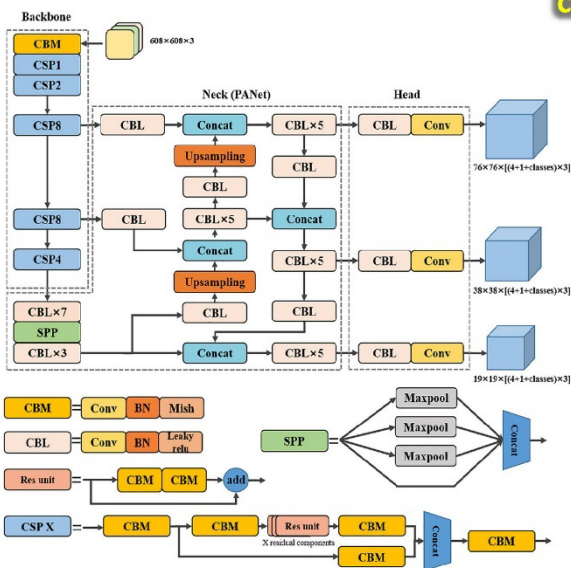 Backbone
CBM
608×608×3
CSP1
CSP2
Neck (PANet)
Head
CSP8
CBL
Concat
CBL×5
CBL
Conv
76×76×[(4+1+classes)×3]
Upsampling
CBL
CBL
CSP8
CBL
CBL×5
Concat
Concat
CSP4
CBL×5
CBL
Conv
38×38×[(4+1+classes)×3]
Upsampling
CBL×7
CBL
CBL
SPP
CBL×3
Concat
CBL×5
CBL
Conv
19×19×[(4+1+classes)×3]
CBM
=
Conv
BN
Mish
CBL
=
Conv
BN
Leaky
relu
Res unit
=
CBM
CBM
add
SPP
=
Maxpool
Maxpool
Maxpool
Concat
CSP X
=
CBM
CBM
Res unit
X residual components
CBM
CBM
Concat
CBM